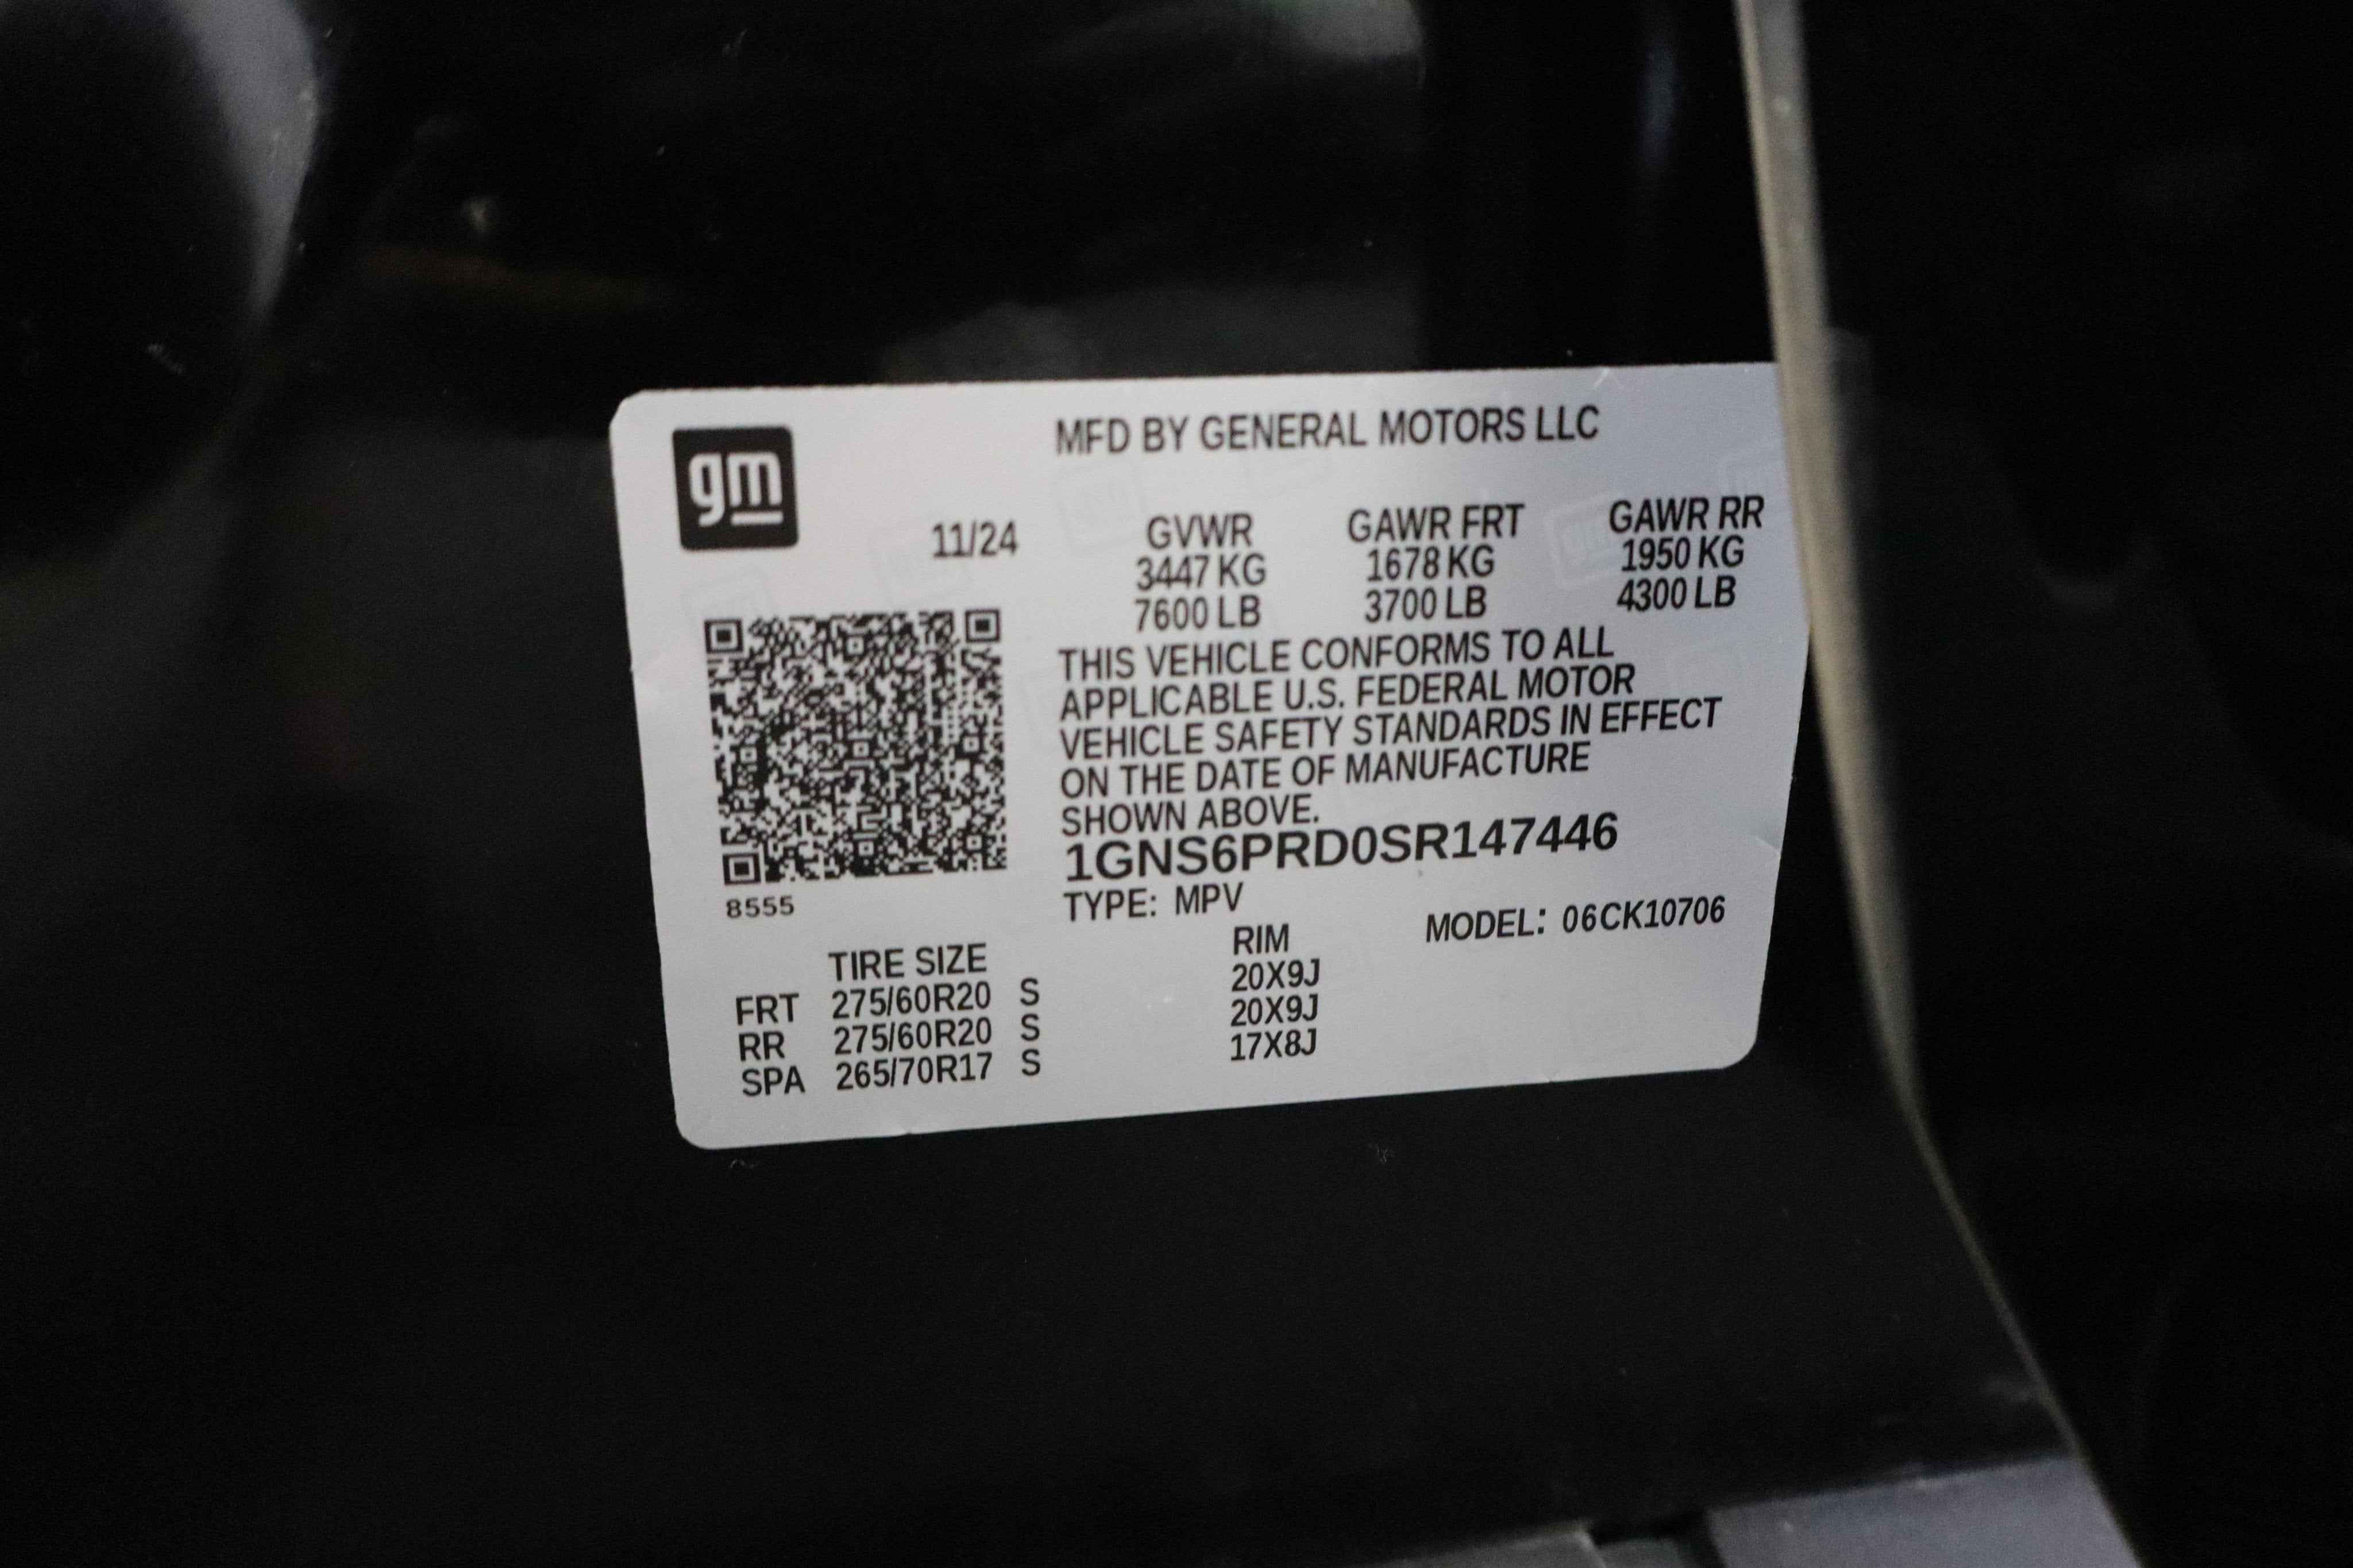 gm
MFD BY GENERAL MOTORS LLC
11/24 GVWR GAWR FRT GAWR RR
3447 KG 1678 KG 1950 KG
7600 LB 3700 LB 4300 LB
THIS VEHICLE CONFORMS TO ALL
APPLICABLE U.S. FEDERAL MOTOR
VEHICLE SAFETY STANDARDS IN EFFECT
ON THE DATE OF MANUFACTURE
SHOWN ABOVE.
1GNS6PRD0SR147446
8555
TYPE: MPV MODEL: 06CK10706
TIRE SIZE RIM
FRT 275/60R20 S 20X9J
RR 275/60R20 S 20X9J
SPA 265/70R17 S 17X8J